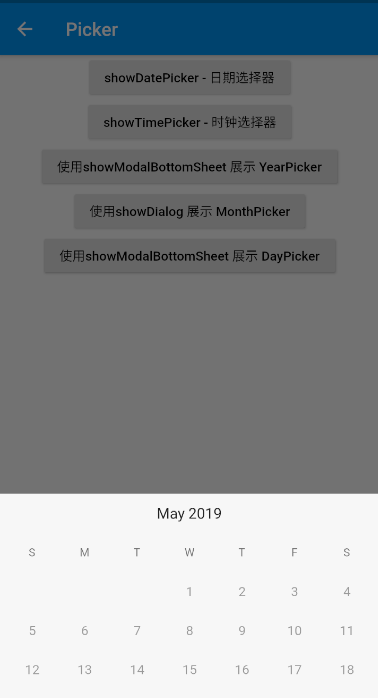 Picker
showDatePicker - 日期选择器
showTimePicker - 时钟选择器
使用showModalBottomSheet 展示 YearPicker
使用showDialog 展示 MonthPicker
使用showModalBottomSheet 展示 DayPicker
May 2019
S M T W T F S
1 2 3 4
5 6 7 8 9 10 11
12 13 14 15 16 17 18